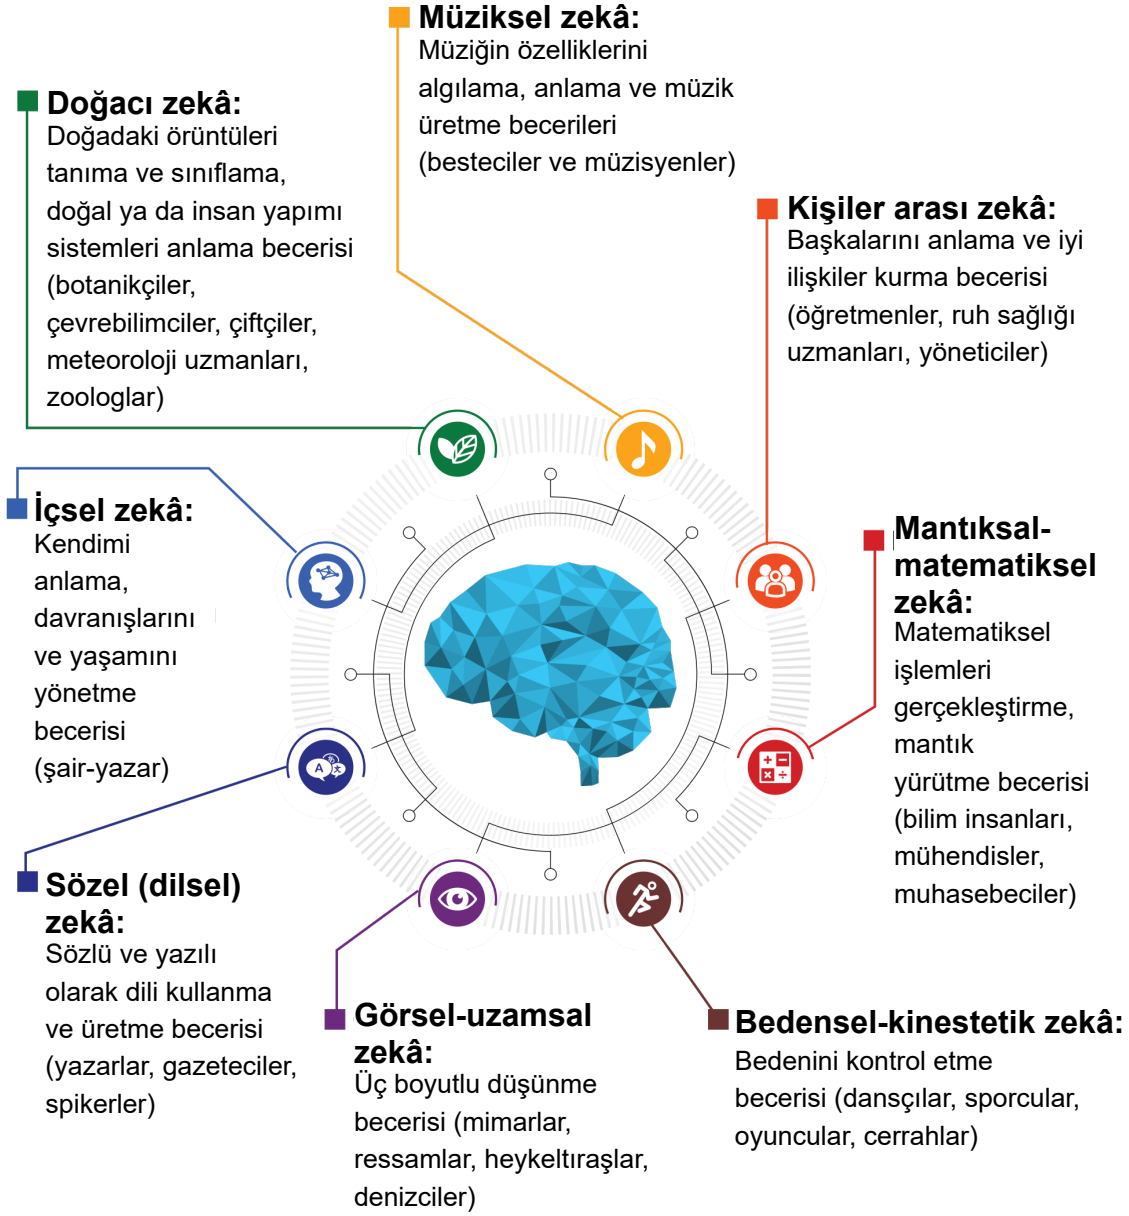 Müziksel zekâ:
Müziğin özelliklerini
algılama, anlama ve müzik
üretme becerileri
(besteciler ve müzisyenler)
Doğacı zekâ:
Doğadaki örüntüleri
tanıma ve sınıflama,
doğal ya da insan yapımı
sistemleri anlama becerisi
(botanikçiler,
çevrebilimciler, çiftçiler,
meteoroloji uzmanları,
zoologlar)
Kişiler arası zekâ:
Başkalarını anlama ve iyi
ilişkiler kurma becerisi
(öğretmenler, ruh sağlığı
uzmanları, yöneticiler)
İçsel zekâ:
Kendimi
anlama,
davranışlarını
ve yaşamını
yönetme
becerisi
(şair-yazar)
Mantıksal-
matematiksel
zekâ:
Matematiksel
işlemleri
gerçekleştirme,
mantık
yürütme becerisi
(bilim insanları,
mühendisler,
muhasebeciler)
Sözel (dilsel)
zekâ:
Sözlü ve yazılı
olarak dili kullanma
ve üretme becerisi
(yazarlar, gazeteciler,
spikerler)
Görsel-uzamsal
zekâ:
Üç boyutlu düşünme
becerisi (mimarlar,
ressamlar, heykeltıraşlar,
denizciler)
Bedensel-kinestetik zekâ:
Bedenini kontrol etme
becerisi (dansçılar, sporcular,
oyuncular, cerrahlar)